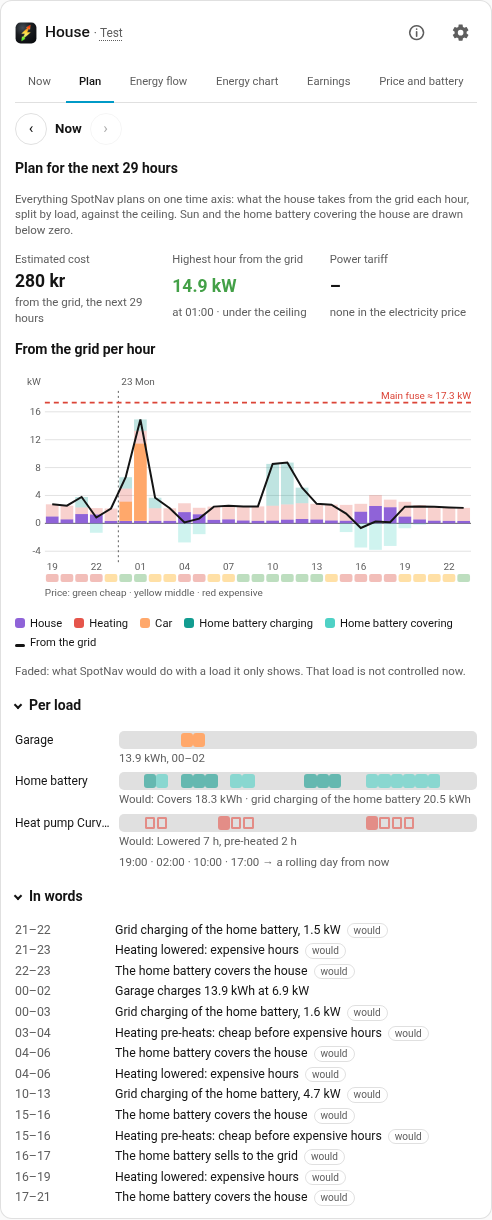 House · Test
Now Plan Energy flow Energy chart Earnings Price and battery
‹ Now ›
Plan for the next 29 hours
Everything SpotNav plans on one time axis: what the house takes from the grid each hour,
split by load, against the ceiling. Sun and the home battery covering the house are drawn
below zero.
Estimated cost
280 kr
from the grid, the next 29
hours
Highest hour from the grid
14.9 kW
at 01:00 · under the ceiling
Power tariff
–
none in the electricity price
From the grid per hour
kW 23 Mon
Main fuse ≈ 17.3 kW
16
12
8
4
0
-4
19 22 01 04 07 10 13 16 19 22
Price: green cheap · yellow middle · red expensive
House Heating Car Home battery charging Home battery covering
From the grid
Faded: what SpotNav would do with a load it only shows. That load is not controlled now.
Per load
Garage
13.9 kWh, 00–02
Home battery
Would: Covers 18.3 kWh · grid charging of the home battery 20.5 kWh
Heat pump Curv…
Would: Lowered 7 h, pre-heated 2 h
19:00 · 02:00 · 10:00 · 17:00 → a rolling day from now
In words
21–22 Grid charging of the home battery, 1.5 kW would
21–23 Heating lowered: expensive hours would
22–23 The home battery covers the house would
00–02 Garage charges 13.9 kWh at 6.9 kW
00–03 Grid charging of the home battery, 1.6 kW would
03–04 Heating pre-heats: cheap before expensive hours would
04–06 The home battery covers the house would
04–06 Heating lowered: expensive hours would
10–13 Grid charging of the home battery, 4.7 kW would
15–16 The home battery covers the house would
15–16 Heating pre-heats: cheap before expensive hours would
16–17 The home battery sells to the grid would
16–19 Heating lowered: expensive hours would
17–21 The home battery covers the house would